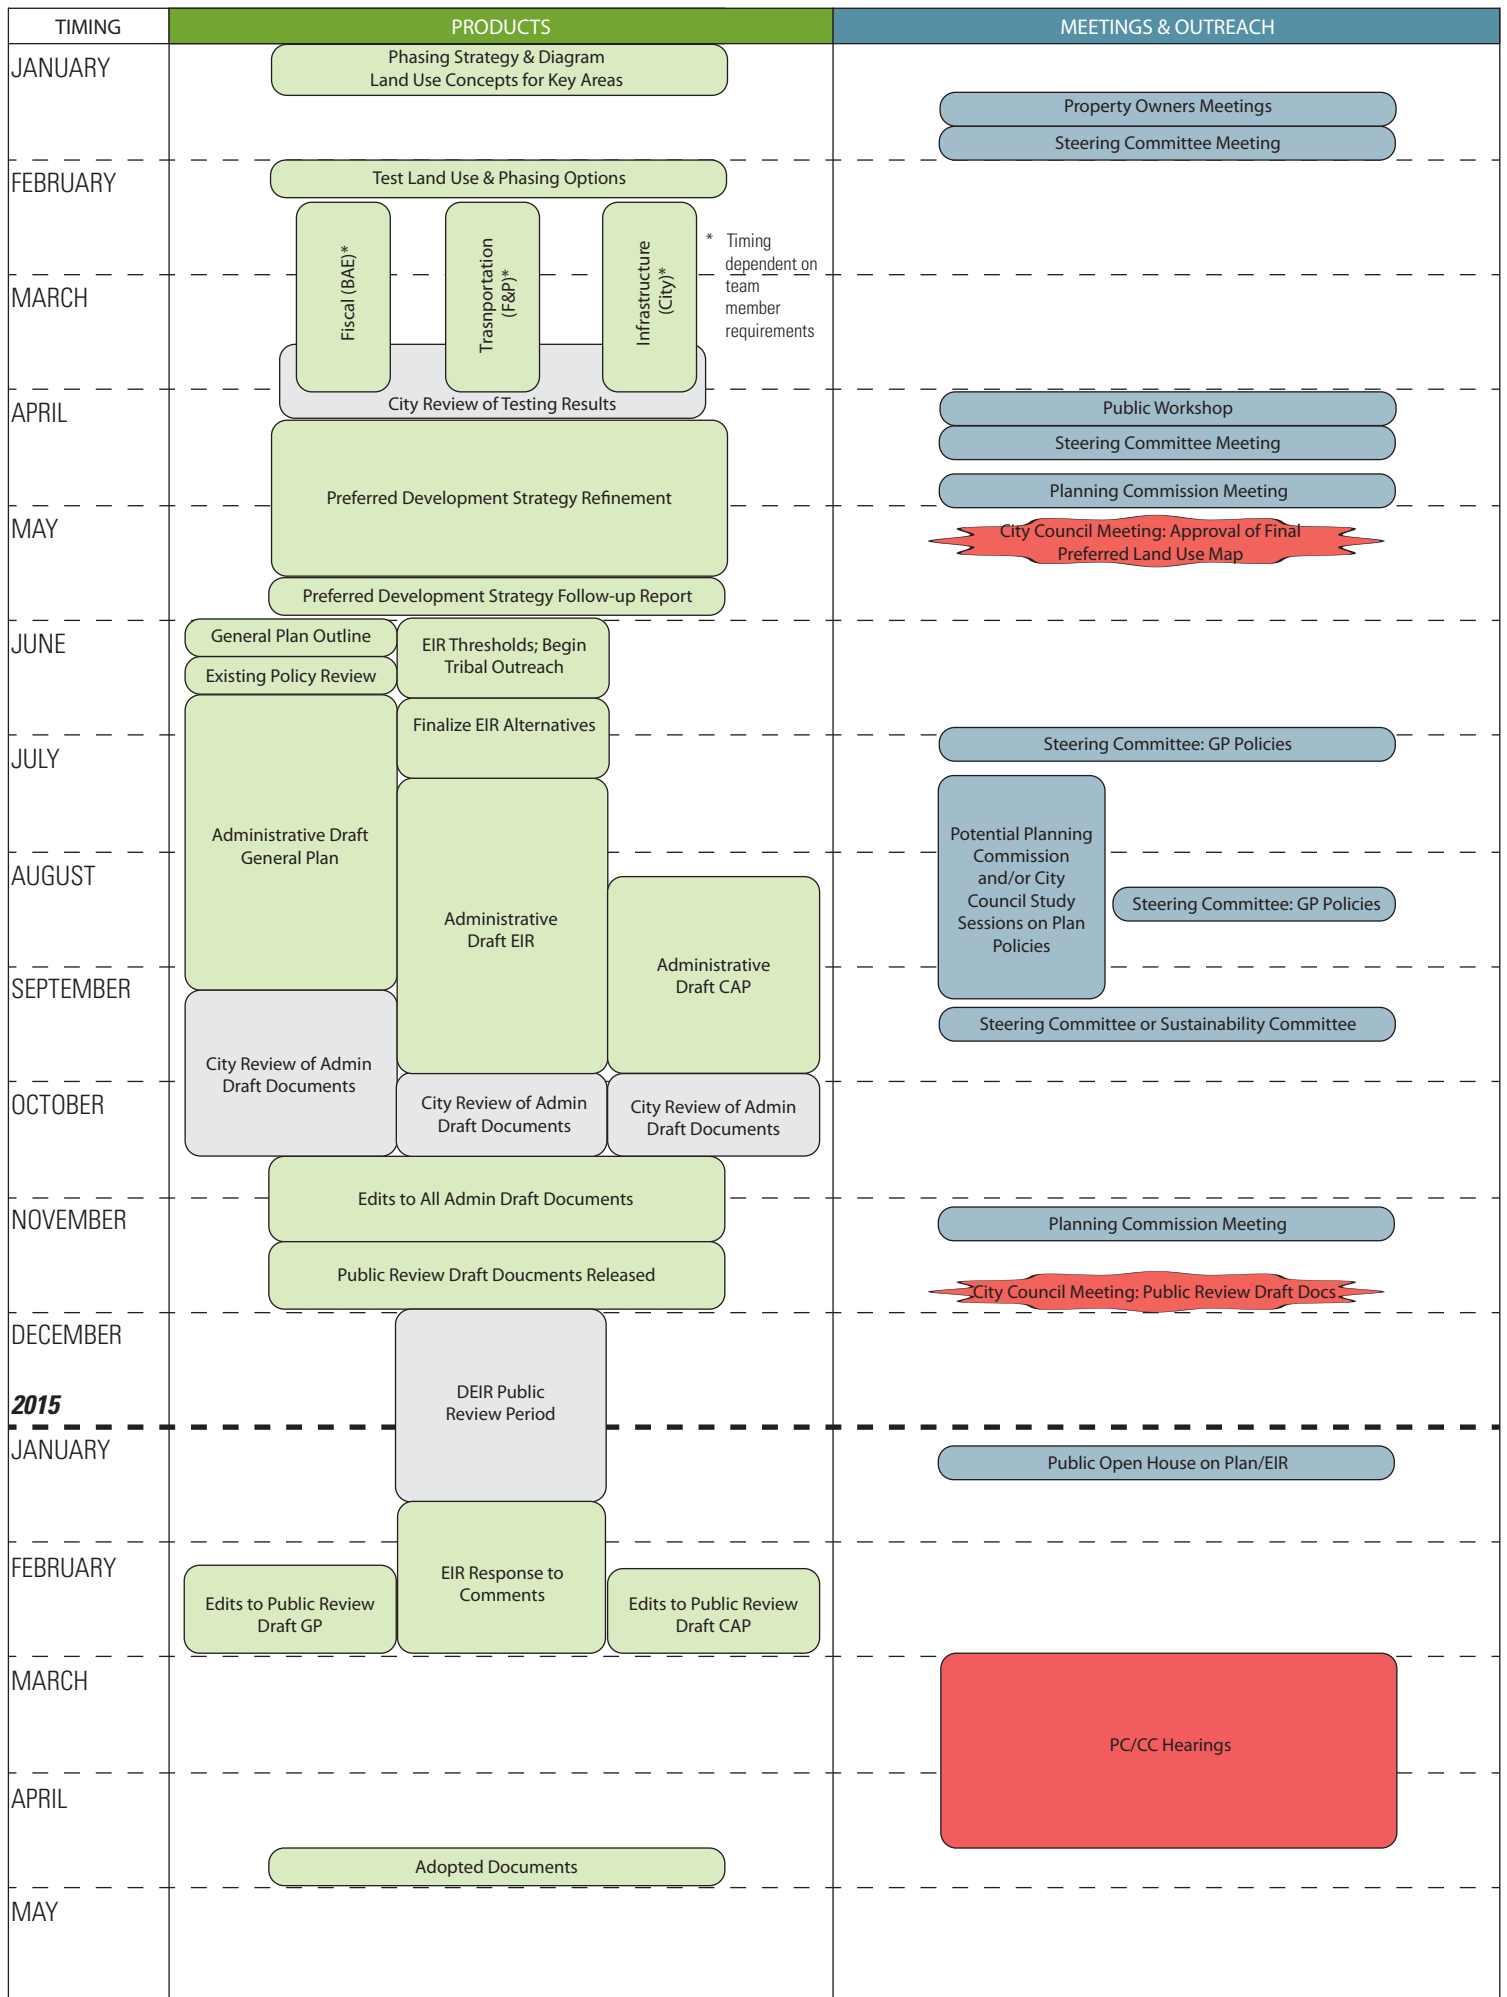 TIMING
PRODUCTS
MEETINGS & OUTREACH
JANUARY
Phasing Strategy & Diagram
Land Use Concepts for Key Areas
Property Owners Meetings
Steering Committee Meeting
FEBRUARY
Test Land Use & Phasing Options
Fiscal (BAE)*
Trasnportation
(F&P)*
Infrastructure
(City)*
* Timing
dependent on
team
member
requirements
MARCH
City Review of Testing Results
APRIL
Public Workshop
Steering Committee Meeting
Preferred Development Strategy Refinement
Planning Commission Meeting
MAY
City Council Meeting: Approval of Final
Preferred Land Use Map
Preferred Development Strategy Follow-up Report
JUNE
General Plan Outline
Existing Policy Review
EIR Thresholds; Begin
Tribal Outreach
Finalize EIR Alternatives
JULY
Steering Committee: GP Policies
Administrative Draft
General Plan
Potential Planning
Commission
and/or City
Council Study
Sessions on Plan
Policies
AUGUST
Steering Committee: GP Policies
Administrative
Draft EIR
Administrative
Draft CAP
SEPTEMBER
Steering Committee or Sustainability Committee
City Review of Admin
Draft Documents
OCTOBER
City Review of Admin
Draft Documents
City Review of Admin
Draft Documents
Edits to All Admin Draft Documents
NOVEMBER
Planning Commission Meeting
Public Review Draft Doucments Released
City Council Meeting: Public Review Draft Docs
DECEMBER
DEIR Public
Review Period
2015
JANUARY
Public Open House on Plan/EIR
FEBRUARY
EIR Response to
Comments
Edits to Public Review
Draft GP
Edits to Public Review
Draft CAP
MARCH
PC/CC Hearings
APRIL
Adopted Documents
MAY